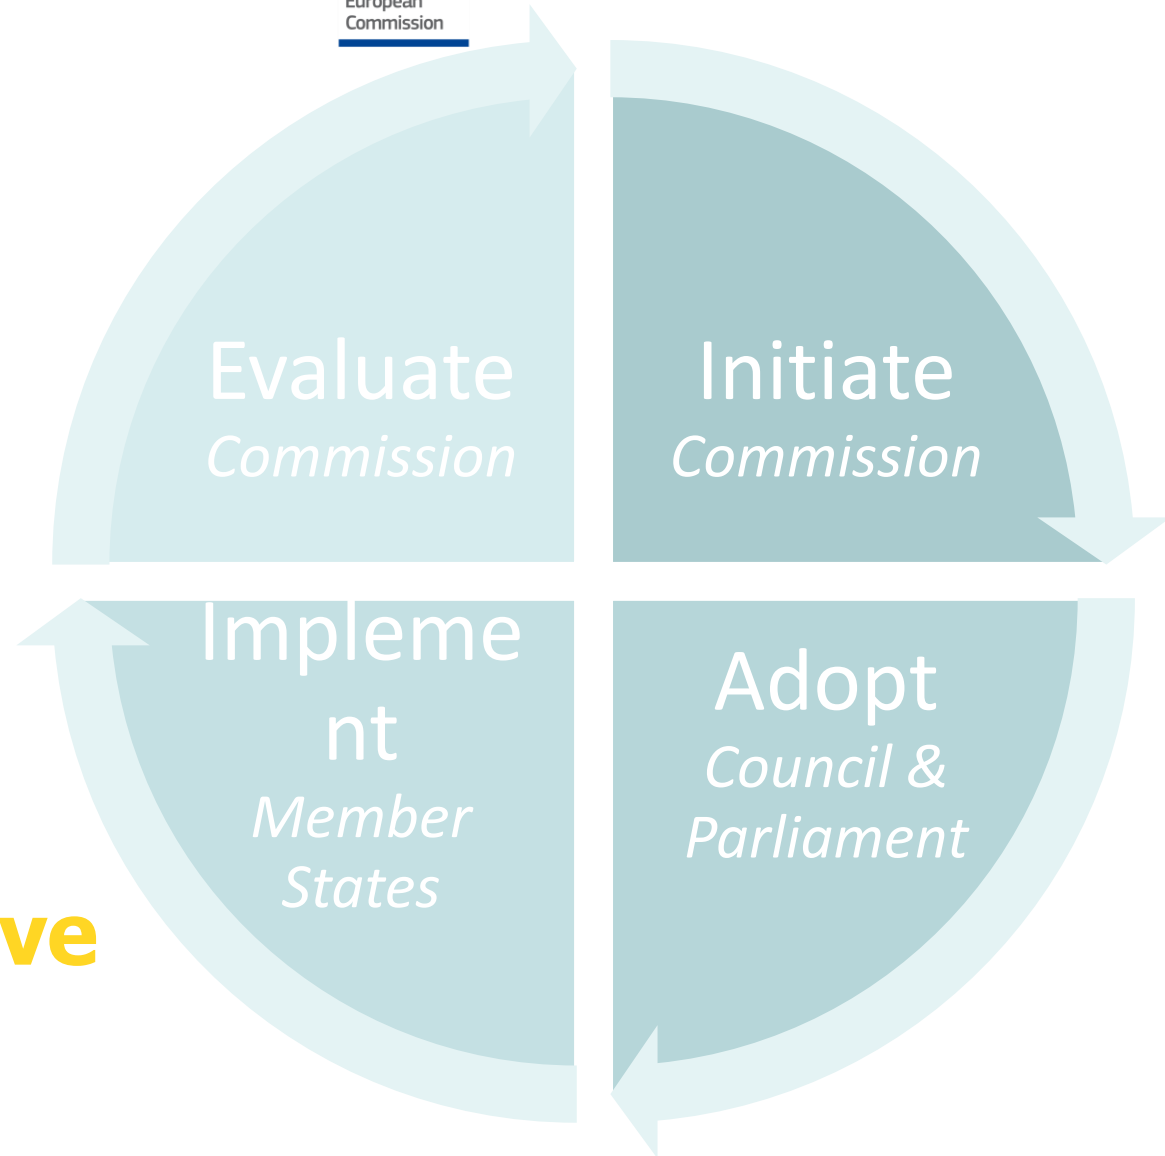 European
Commission
Evaluate
Commission
Initiate
Commission
Impleme
nt
Member
States
Adopt
Council &
Parliament
ve